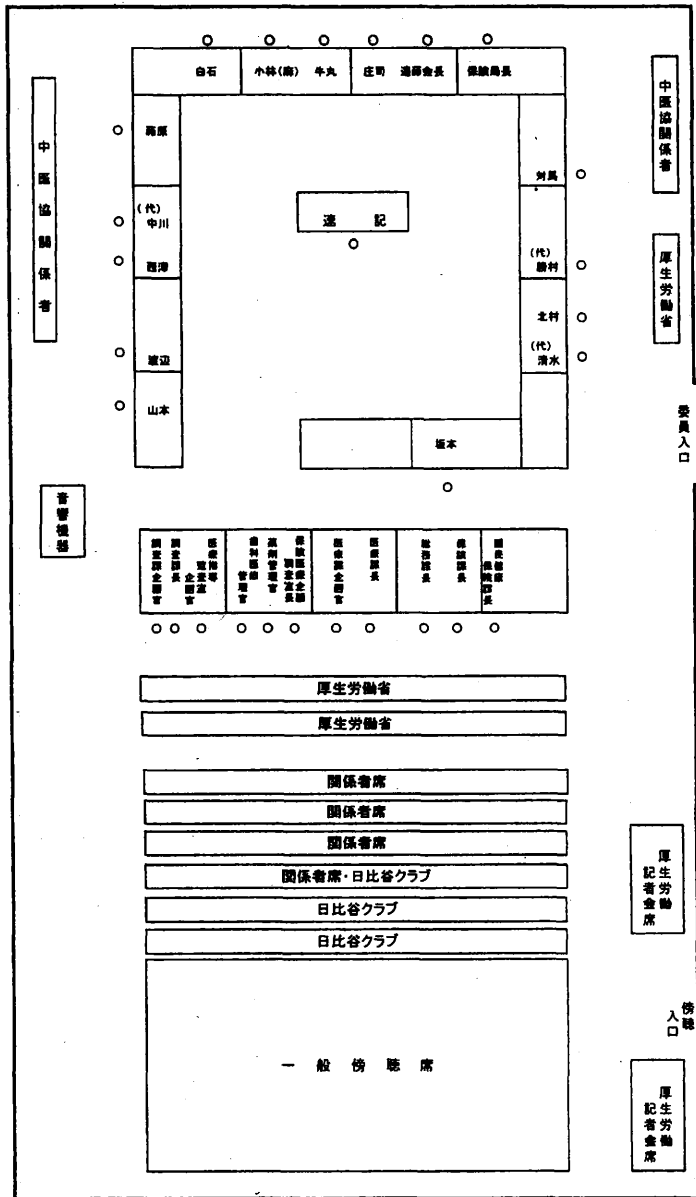 白石 小林(麻) 牛丸 庄司 遠藤会長 保険局長
中医協関係者
高原
(代)
中川
西澤
渡辺
山本
速記
対馬
(代)
勝村
北村
(代)
清水
坂本
中医協関係者
厚生労働省
委員入口
音響機器
調査課企画官
調査課長
医療指導監査室企画官
歯科医療管理官
薬剤管理官
保険医療企画調査室長
医療課企画官
医療課長
総務課長
保険課長
国民健康保険課長
厚生労働省
厚生労働省
関係者席
関係者席
関係者席
関係者席・日比谷クラブ
日比谷クラブ
日比谷クラブ
一般傍聴席
厚生労働
記者会席
傍聴
入口
厚生労働
記者会席